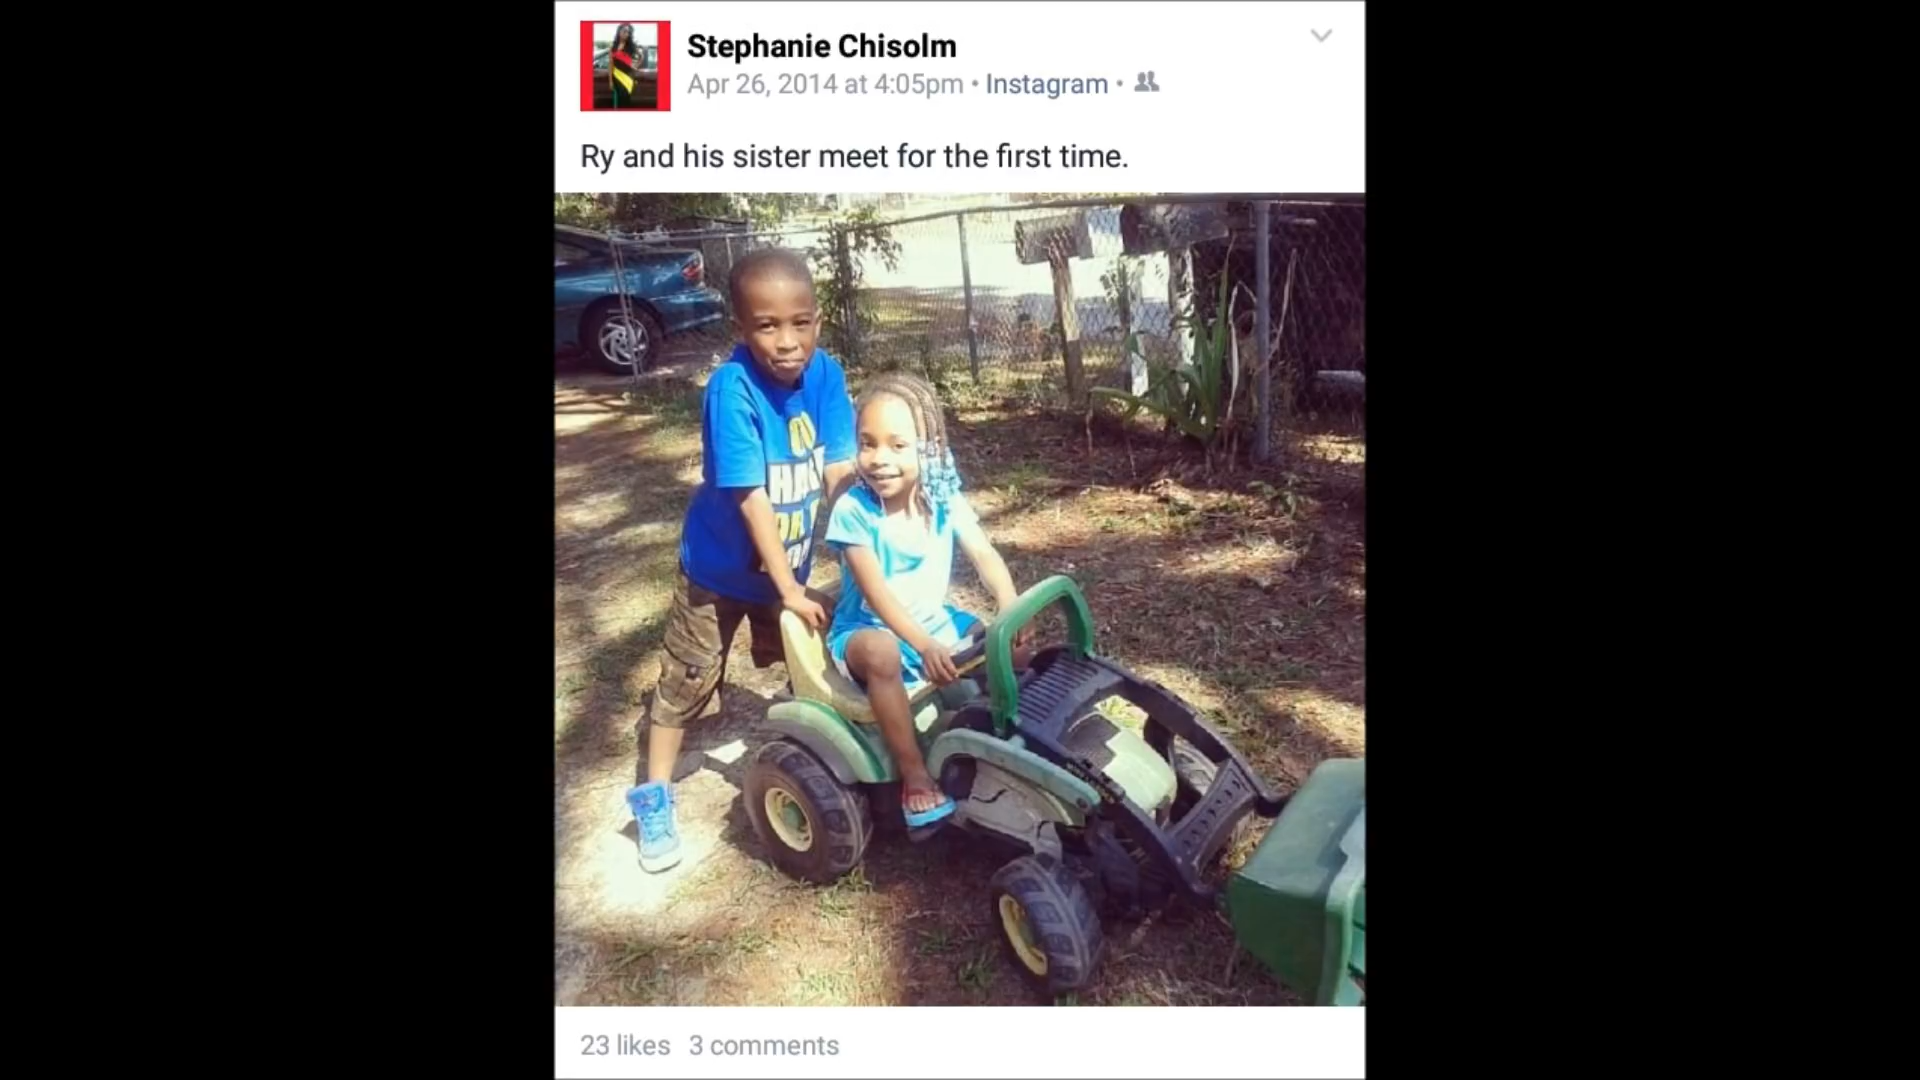 Stephanie Chisolm
Apr 26, 2014 at 4:05pm • Instagram •
Ry and his sister meet for the first time.
23 likes 3 comments